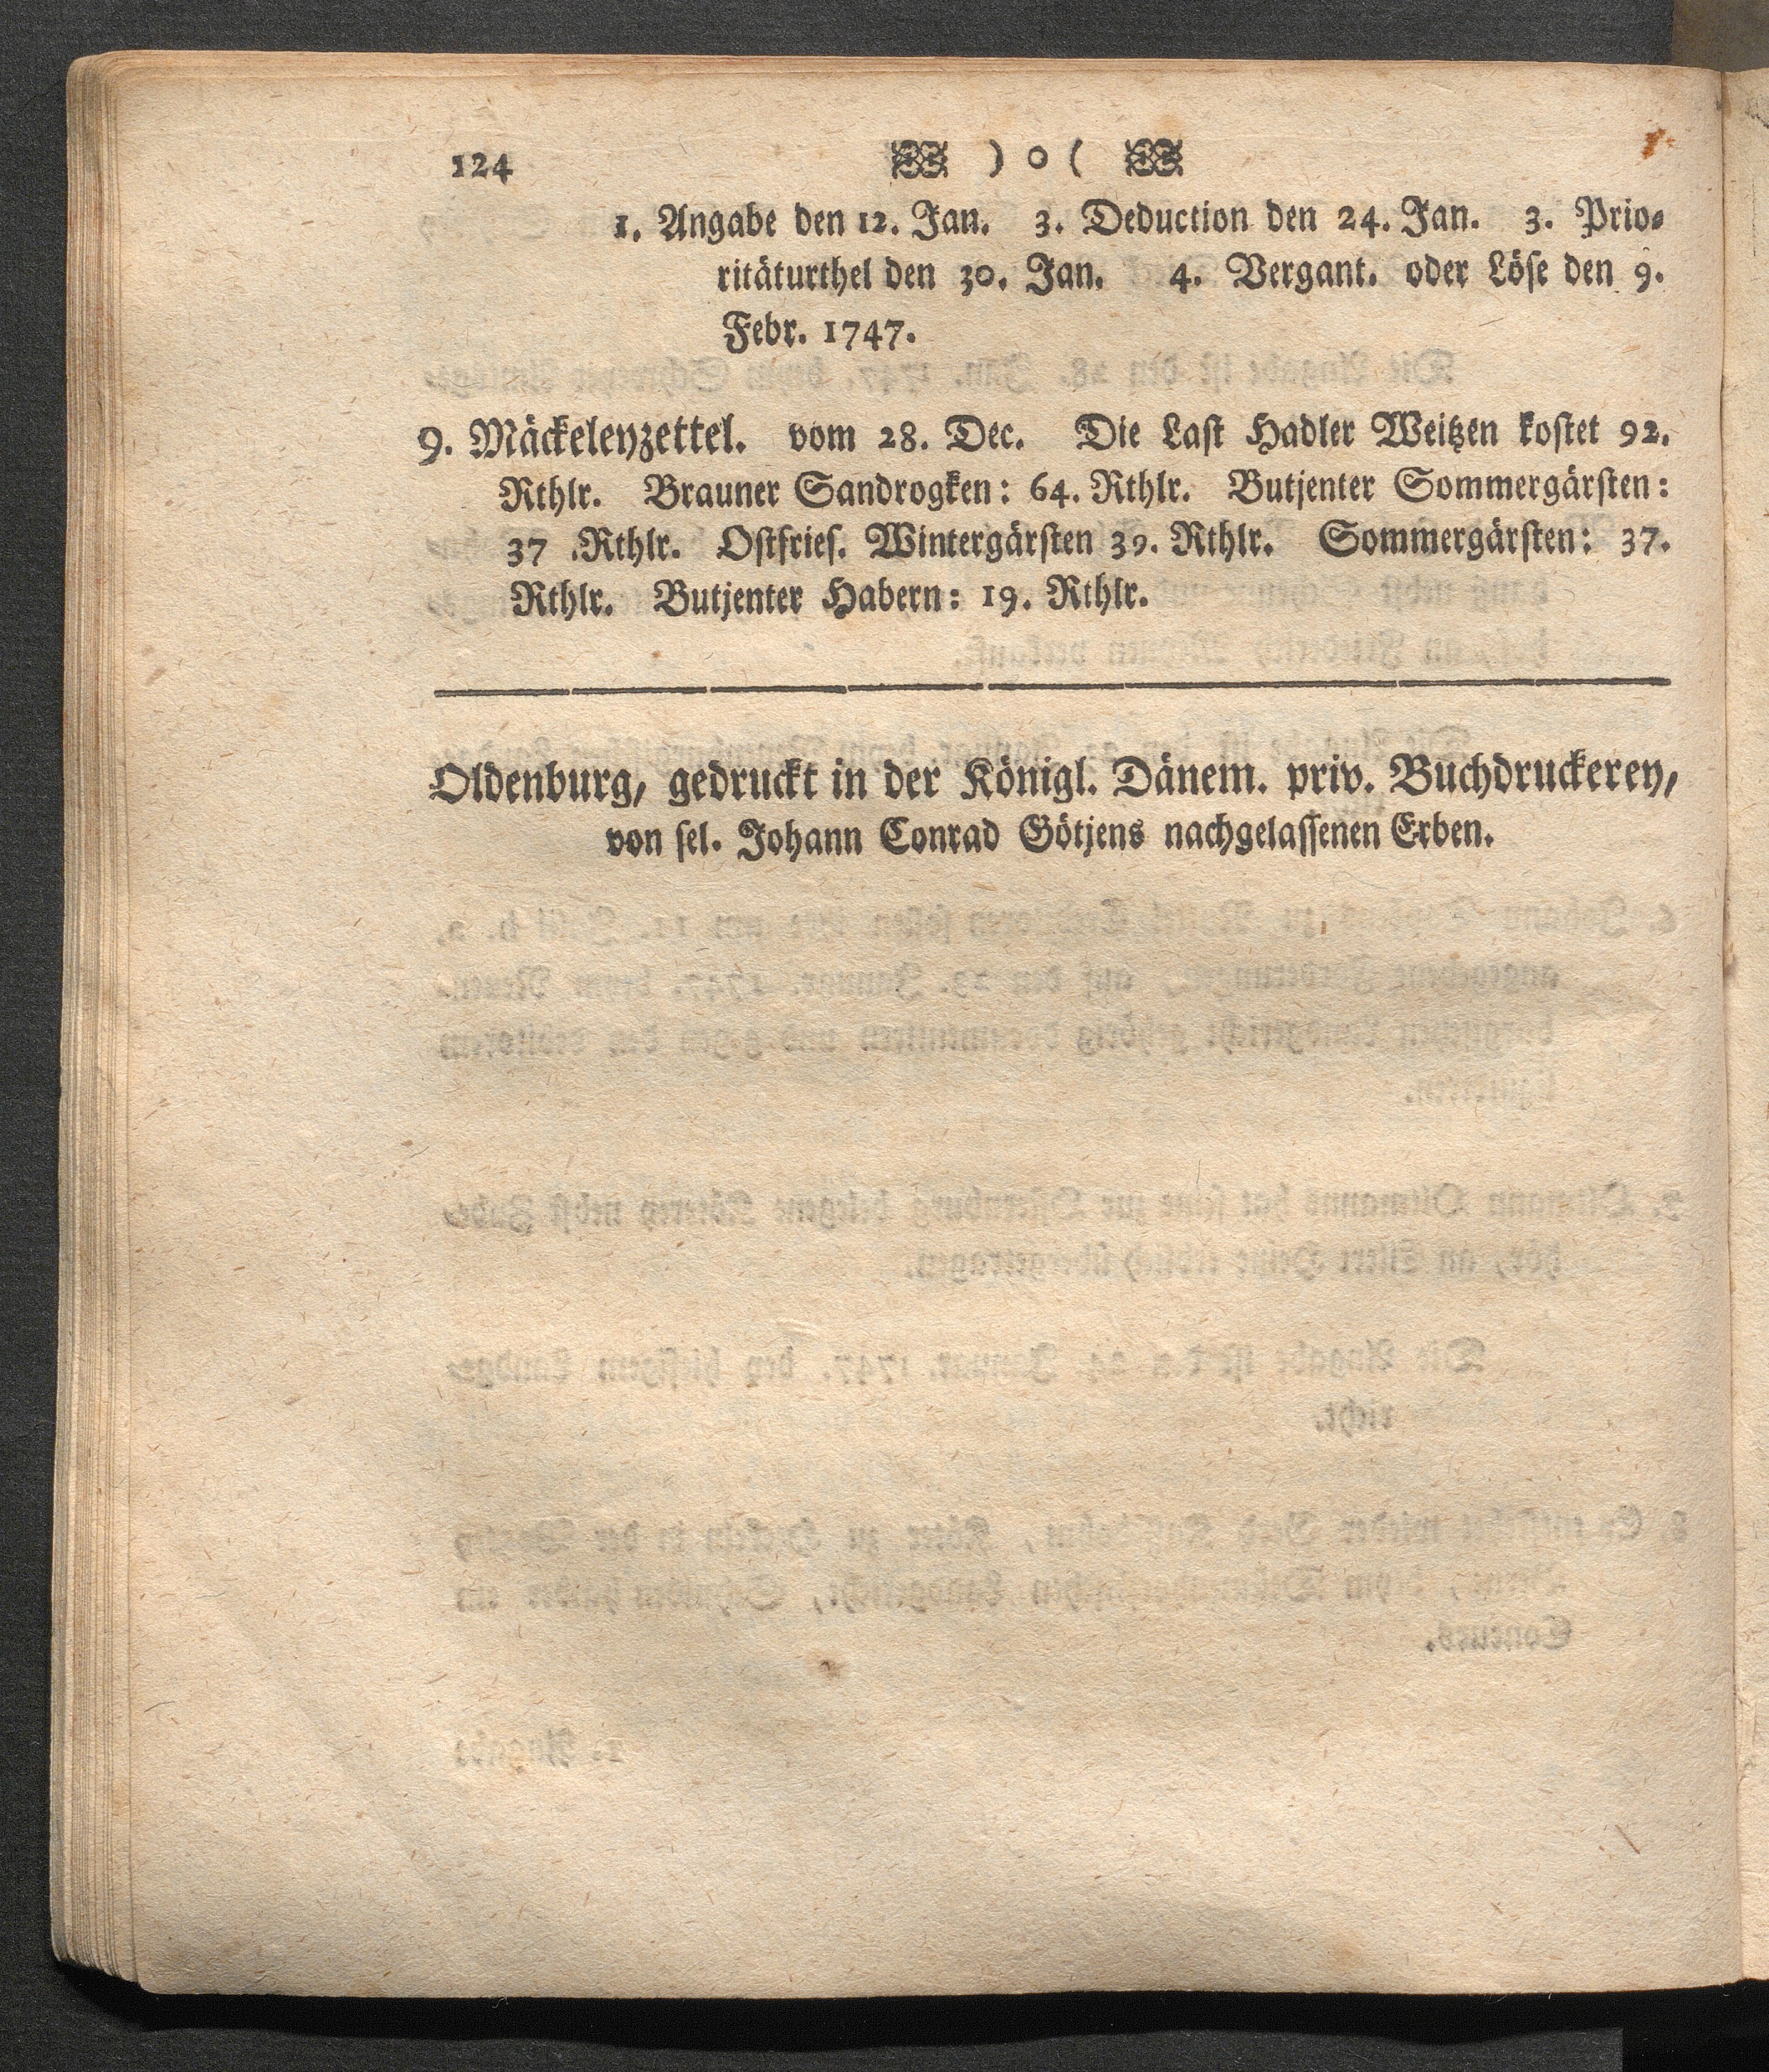 124 ) o (
1. Angabe den 12. Jan. 3. Deduction den 24. Jan. 3. Prio-
ritäturthel den 30. Jan. 4. Vergant. oder Löse den 9.
Febr. 1747.
9. Mäckeleyzettel. vom 28. Dec. Die Last Hadler Weitzen kostet 92.
Rthlr. Brauner Sandrogken: 64. Rthlr. Butjenter Sommergärsten:
37 Rthlr. Ostfries. Wintergärsten 39. Rthlr. Sommergärsten: 37.
Rthlr. Butjenter Habern: 19. Rthlr.
Oldenburg, gedruckt in der Königl. Dänem. priv. Buchdruckerey,
von sel. Johann Conrad Götjens nachgelassenen Erben.